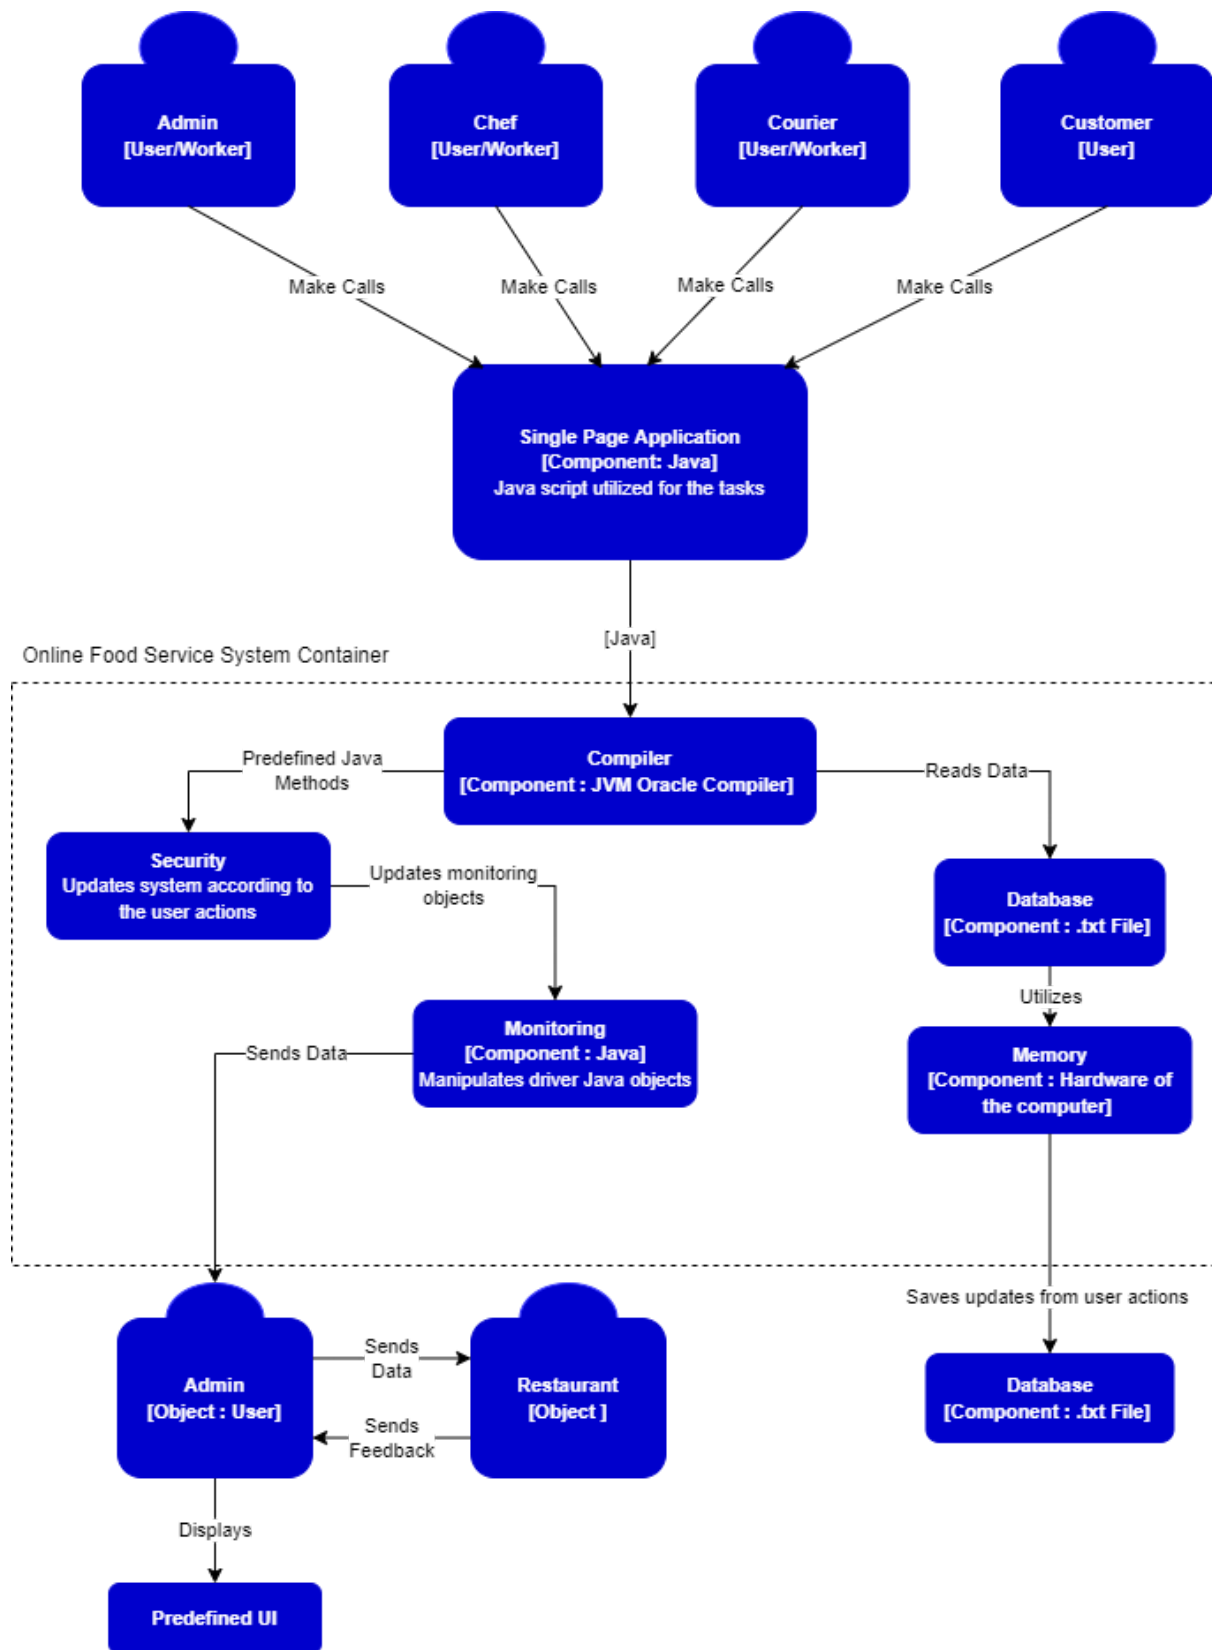 Admin
[User/Worker]
Chef
[User/Worker]
Courier
[User/Worker]
Customer
[User]
Make Calls
Make Calls
Make Calls
Make Calls
Single Page Application
[Component: Java]
Java script utilized for the tasks
[Java]
Online Food Service System Container
Compiler
[Component : JVM Oracle Compiler]
Predefined Java
Methods
Reads Data
Security
Updates system according to
the user actions
Updates monitoring
objects
Database
[Component : .txt File]
Utilizes
Monitoring
[Component : Java]
Manipulates driver Java objects
Sends Data
Memory
[Component : Hardware of
the computer]
Saves updates from user actions
Admin
[Object : User]
Sends
Data
Sends
Feedback
Restaurant
[Object ]
Database
[Component : .txt File]
Displays
Predefined UI